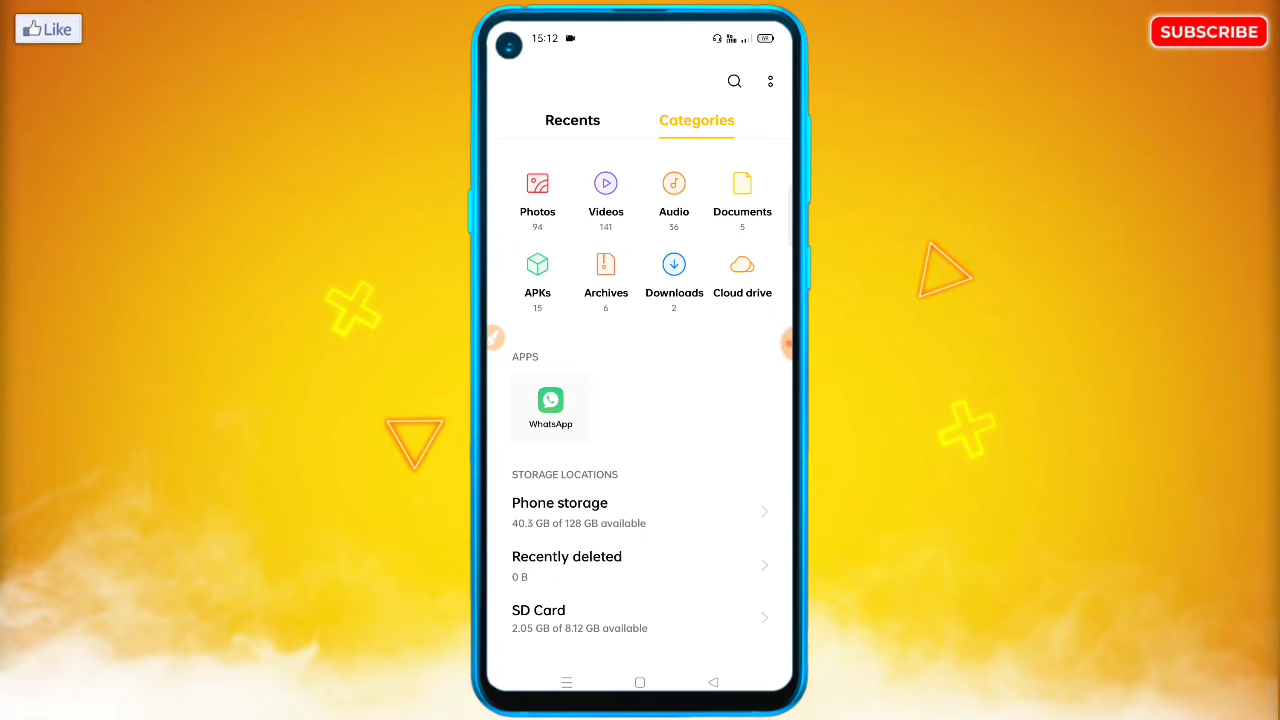 Like
SUBSCRIBE
15:12
69
Recents
Categories
Photos
94
Videos
141
Audio
36
Documents
5
APKs
15
Archives
6
Downloads
2
Cloud drive
APPS
WhatsApp
STORAGE LOCATIONS
Phone storage
40.3 GB of 128 GB available
Recently deleted
0 B
SD Card
2.05 GB of 8.12 GB available